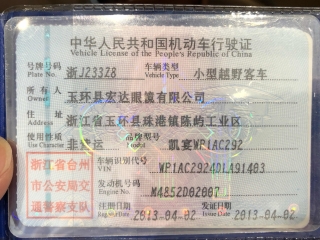 中华人民共和国机动车行驶证
Vehicle License of the People's Republic of China
号牌号码 浙J233Z8 车辆类型 小型越野客车
Plate No. Vehicle Type
所有人 玉环县宏达眼镜有限公司
Owner
住址 浙江省玉环县珠港镇陈屿工业区
Address
使用性质 非营运 品牌型号 凯宴WP1AC292
Use Character Model
浙江省台州 车辆识别代号 WP1AC2924DLA91403
VIN
市公安局交 发动机号码 M4852D02007
Engine No.
通警察支队 注册日期 2013-04-02 发证日期 2013-04-02
Register Date Issue Date